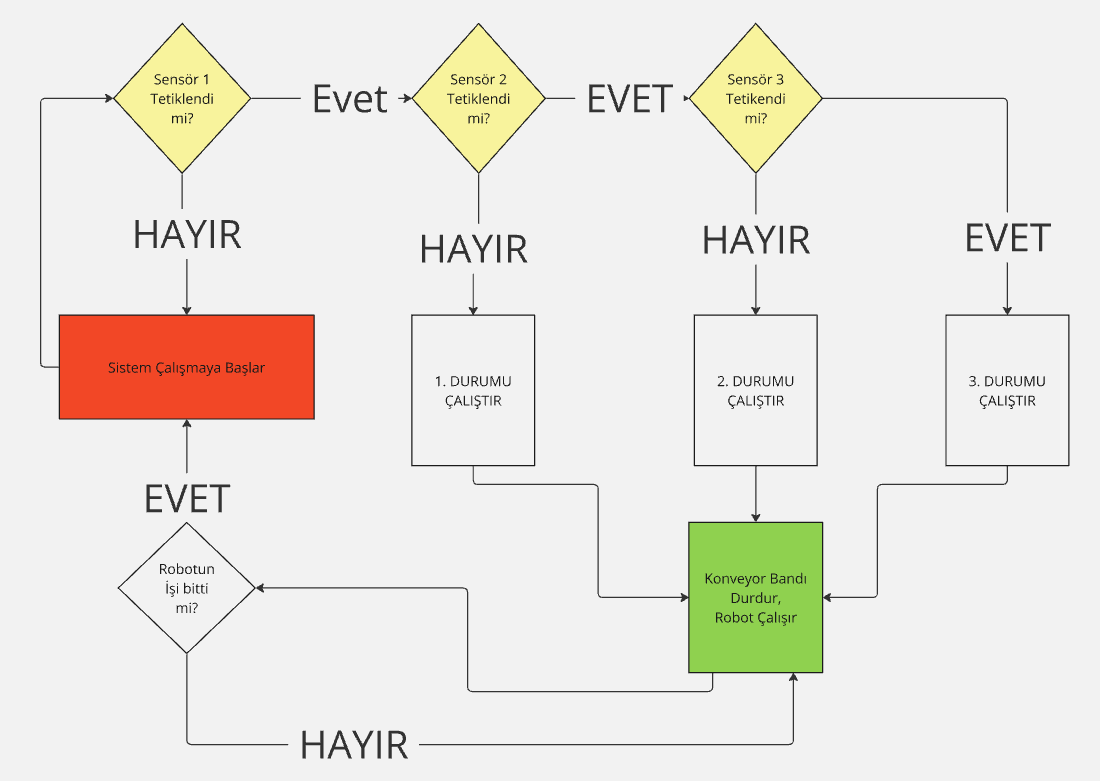 Sensör 1
Tetiklendi
mi?
Evet
Sensör 2
Tetiklendi
mi?
EVET
Sensör 3
Tetikendi
mi?
HAYIR
HAYIR
HAYIR
EVET
Sistem Çalışmaya Başlar
1. DURUMU
ÇALIŞTIR
2. DURUMU
ÇALIŞTIR
3. DURUMU
ÇALIŞTIR
EVET
Robotun
İşi bitti
mi?
Konveyor Bandı
Durdur,
Robot Çalışır
HAYIR